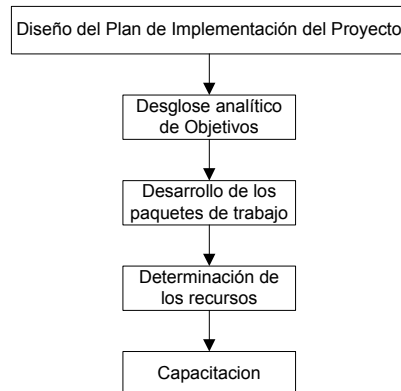 Diseño del Plan de Implementación del Proyecto
Desglose analítico
de Objetivos
Desarrollo de los
paquetes de trabajo
Determinación de
los recursos
Capacitacion